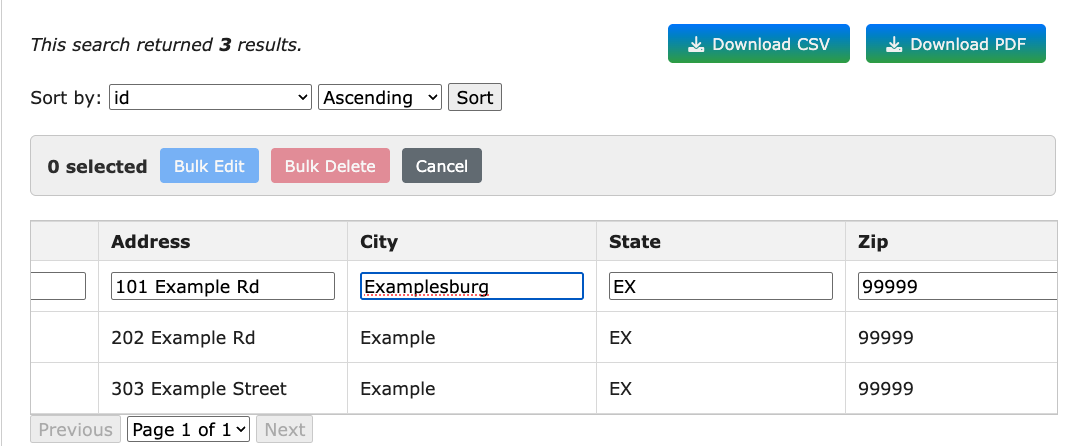 This search returned 3 results.
Download CSV
Download PDF
Sort by: id Ascending Sort
0 selected Bulk Edit Bulk Delete Cancel
Address City State Zip
101 Example Rd Examplesburg EX 99999
202 Example Rd Example EX 99999
303 Example Street Example EX 99999
Previous Page 1 of 1 Next